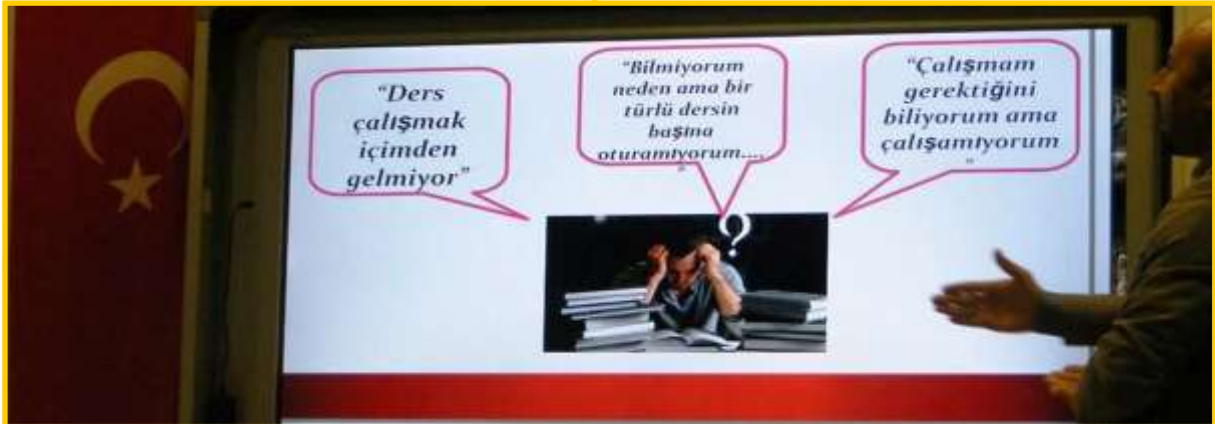 “Ders
çalışmak
içimden
gelmiyor”
“Bilmiyorum
neden ama bir
türlü dersin
başına
oturamıyorum....
”
“Çalışmam
gerektiğini
biliyorum ama
çalışamıyorum
”
?